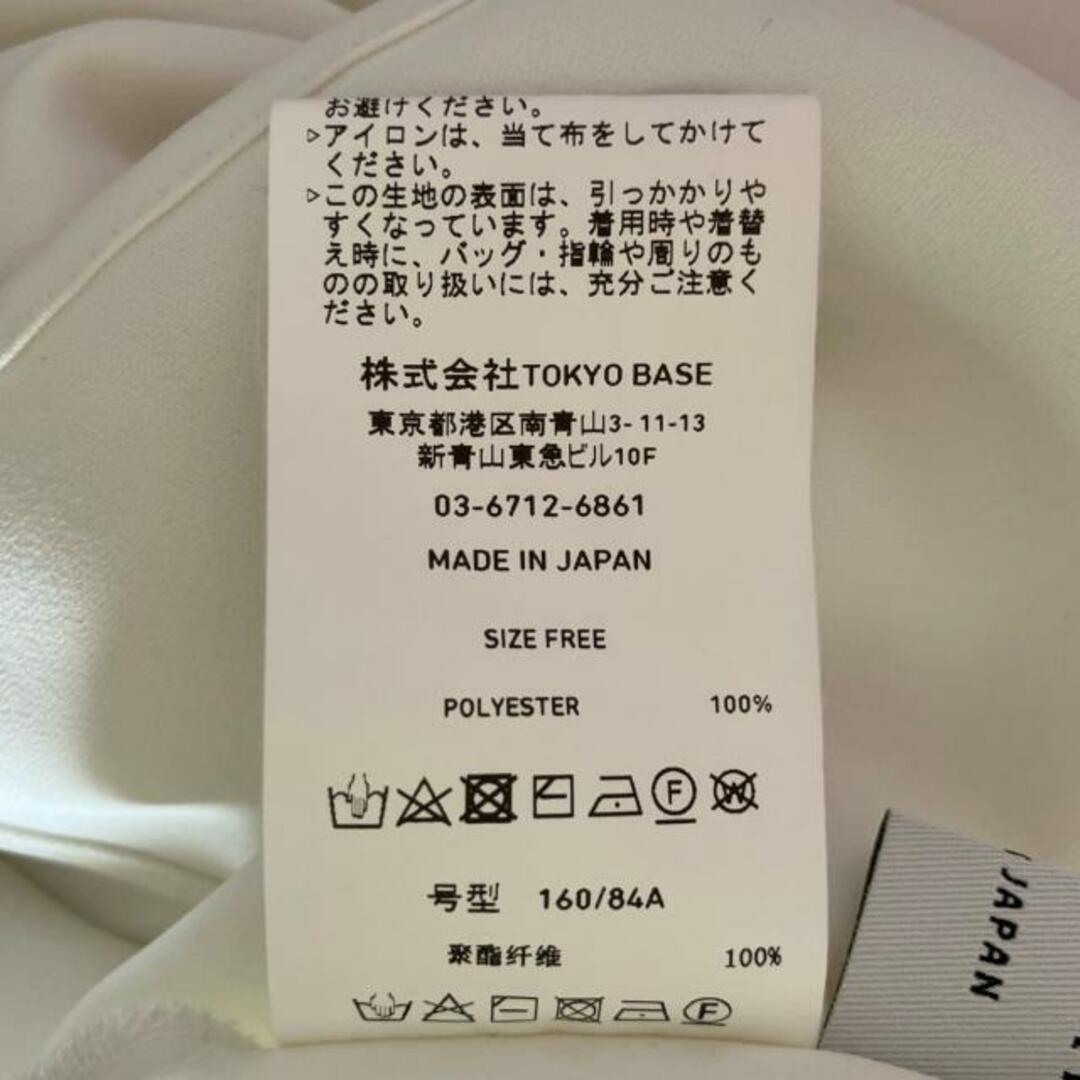 お避けください。
▷アイロンは、当て布をしてかけて
ください。
▷この生地の表面は、引っかかりや
すくなっています。着用時や着替
え時に、バッグ・指輪や周りのも
のの取り扱いには、充分ご注意く
ださい。
株式会社TOKYO BASE
東京都港区南青山3-11-13
新青山東急ビル10F
03-6712-6861
MADE IN JAPAN
SIZE FREE
POLYESTER 100%
F W
号型 160/84A
聚酯纤维 100%
F
JAPAN